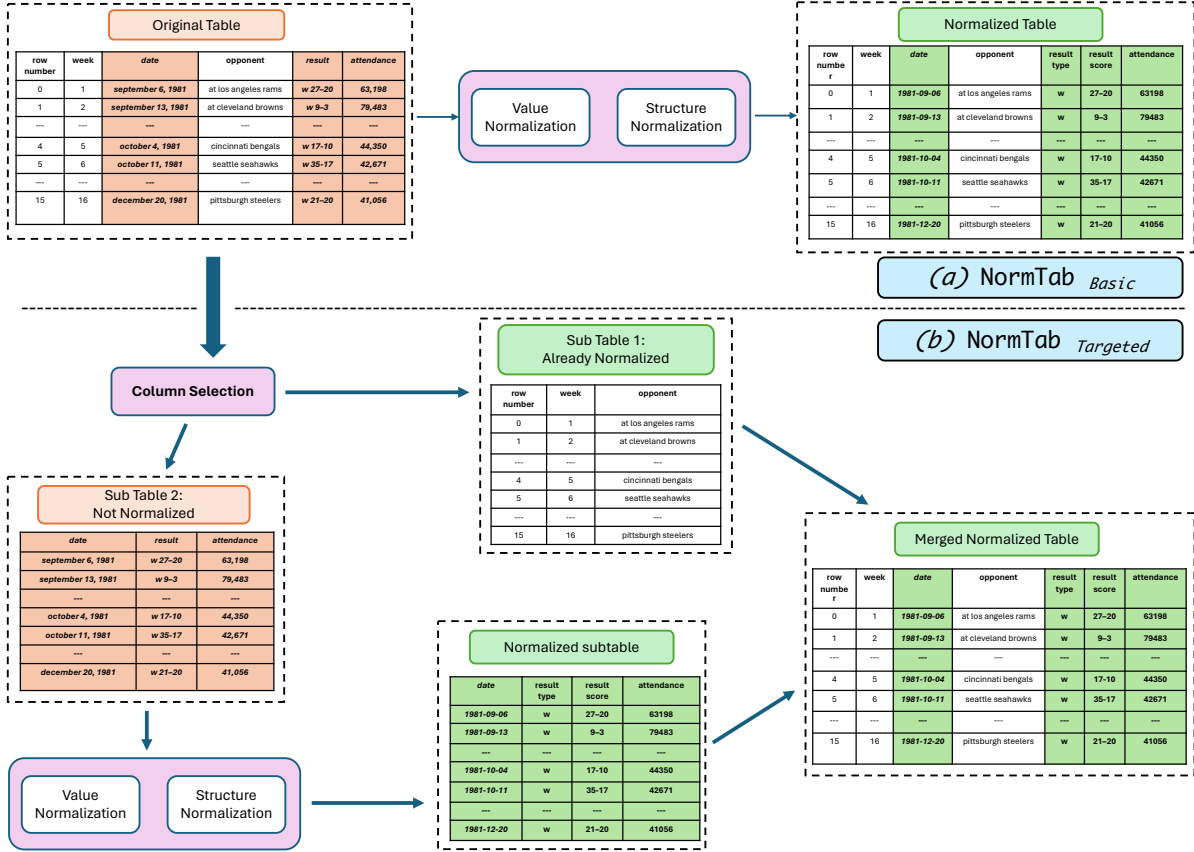 Original Table
row number week date opponent result attendance
0 1 september 6, 1981 at los angeles rams w 27–20 63,198
1 2 september 13, 1981 at cleveland browns w 9–3 79,483
--- --- --- --- --- ---
4 5 october 4, 1981 cincinnati bengals w 17-10 44,350
5 6 october 11, 1981 seattle seahawks w 35-17 42,671
--- --- --- --- --- ---
15 16 december 20, 1981 pittsburgh steelers w 21–20 41,056
Value Normalization
Structure Normalization
Normalized Table
row numbe r week date opponent result type result score attendance
0 1 1981-09-06 at los angeles rams w 27–20 63198
1 2 1981-09-13 at cleveland browns w 9–3 79483
--- --- --- --- --- --- ---
4 5 1981-10-04 cincinnati bengals w 17-10 44350
5 6 1981-10-11 seattle seahawks w 35-17 42671
--- --- --- --- --- --- ---
15 16 1981-12-20 pittsburgh steelers w 21–20 41056
(a) NormTab Basic
(b) NormTab Targeted
Column Selection
Sub Table 1:
Already Normalized
row number week opponent
0 1 at los angeles rams
1 2 at cleveland browns
--- --- ---
4 5 cincinnati bengals
5 6 seattle seahawks
--- --- ---
15 16 pittsburgh steelers
Sub Table 2:
Not Normalized
date result attendance
september 6, 1981 w 27–20 63,198
september 13, 1981 w 9–3 79,483
--- --- ---
october 4, 1981 w 17-10 44,350
october 11, 1981 w 35-17 42,671
--- --- ---
december 20, 1981 w 21–20 41,056
Value
Normalization
Structure
Normalization
Normalized subtable
date result type result score attendance
1981-09-06 w 27–20 63198
1981-09-13 w 9–3 79483
--- --- --- ---
1981-10-04 w 17-10 44350
1981-10-11 w 35-17 42671
--- --- --- ---
1981-12-20 w 21–20 41056
Merged Normalized Table
row numbe r week date opponent result type result score attendance
0 1 1981-09-06 at los angeles rams w 27–20 63198
1 2 1981-09-13 at cleveland browns w 9–3 79483
--- --- --- --- --- --- ---
4 5 1981-10-04 cincinnati bengals w 17-10 44350
5 6 1981-10-11 seattle seahawks w 35-17 42671
--- --- --- --- --- --- ---
15 16 1981-12-20 pittsburgh steelers w 21–20 41056